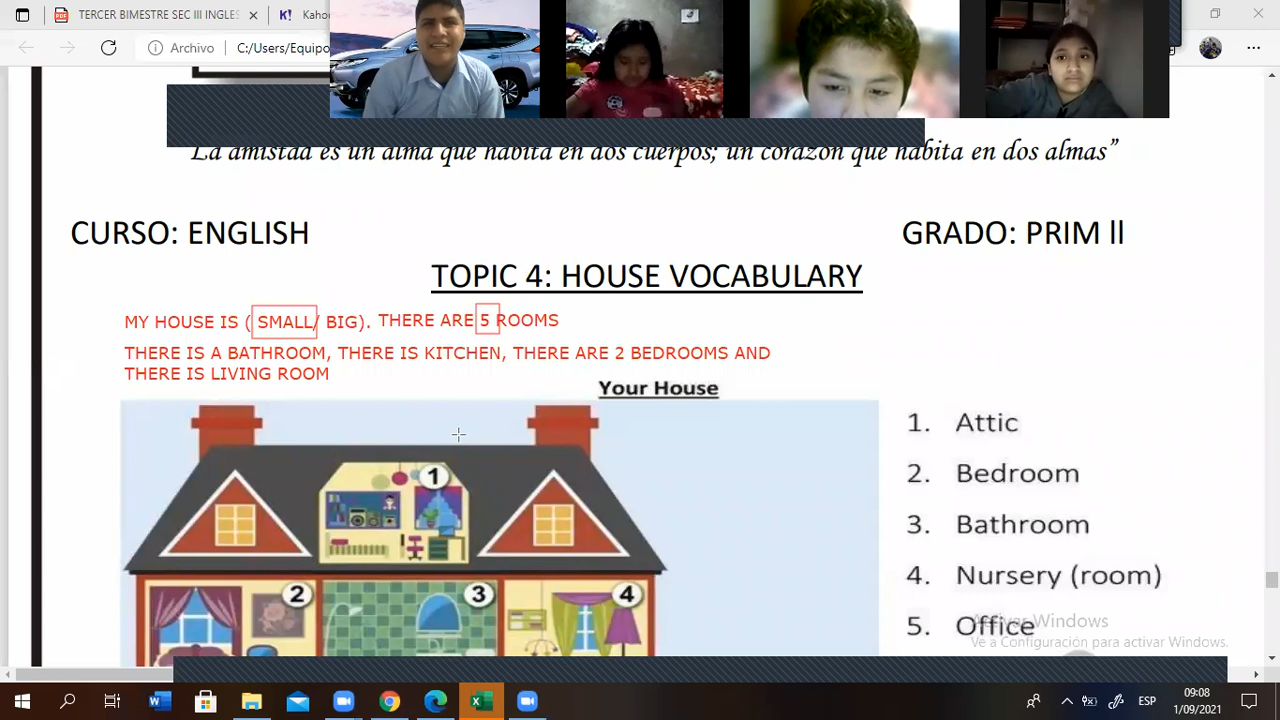 TERCER BIMESTRE SEC III INGLES
Kaho
Archivo
C:/Users/Equipo
La amistad es un alma que habita en dos cuerpos; un corazón que habita en dos almas”
CURSO: ENGLISH
GRADO: PRIM ll
TOPIC 4: HOUSE VOCABULARY
MY HOUSE IS ( SMALL/ BIG). THERE ARE 5 ROOMS
THERE IS A BATHROOM, THERE IS KITCHEN, THERE ARE 2 BEDROOMS AND
THERE IS LIVING ROOM
Your House
1. Attic
2. Bedroom
3. Bathroom
4. Nursery (room)
5. Office
1
2
3
4
Activar Windows
Ve a Configuración para activar Windows.
ESP
09:08
1/09/2021